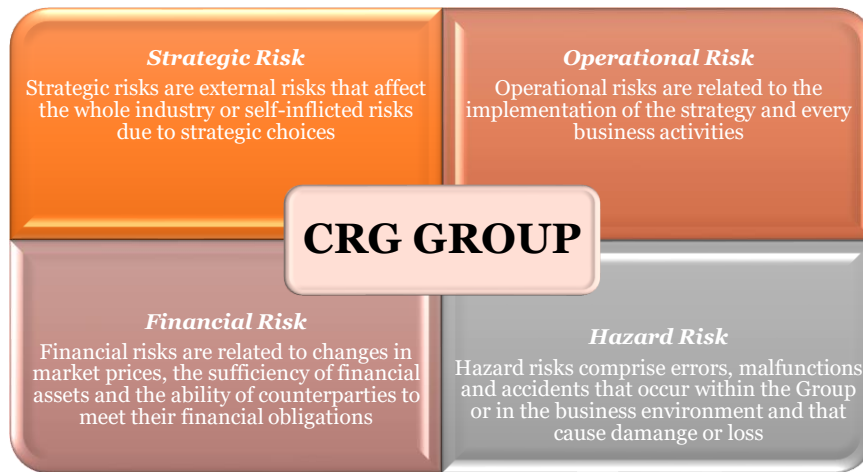 Strategic Risk
Strategic risks are external risks that affect
the whole industry or self-inflicted risks
due to strategic choices
Operational Risk
Operational risks are related to the
implementation of the strategy and every
business activities
CRG GROUP
Financial Risk
Financial risks are related to changes in
market prices, the sufficiency of financial
assets and the ability of counterparties to
meet their financial obligations
Hazard Risk
Hazard risks comprise errors, malfunctions
and accidents that occur within the Group
or in the business environment and that
cause damange or loss